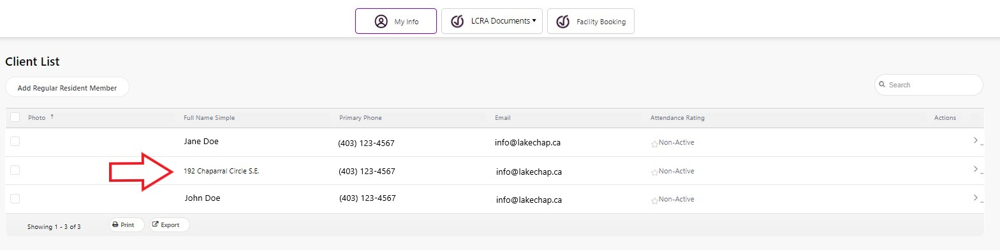 My Info LCRA Documents ▾ Facility Booking
Client List
Add Regular Resident Member Search
Photo ↑ Full Name Simple Primary Phone Email Attendance Rating Actions
Jane Doe (403) 123-4567 info@lakechap.ca Non-Active ..
192 Chaparral Circle S.E. (403) 123-4567 info@lakechap.ca Non-Active ..
John Doe (403) 123-4567 info@lakechap.ca Non-Active ..
Showing 1 - 3 of 3 Print Export